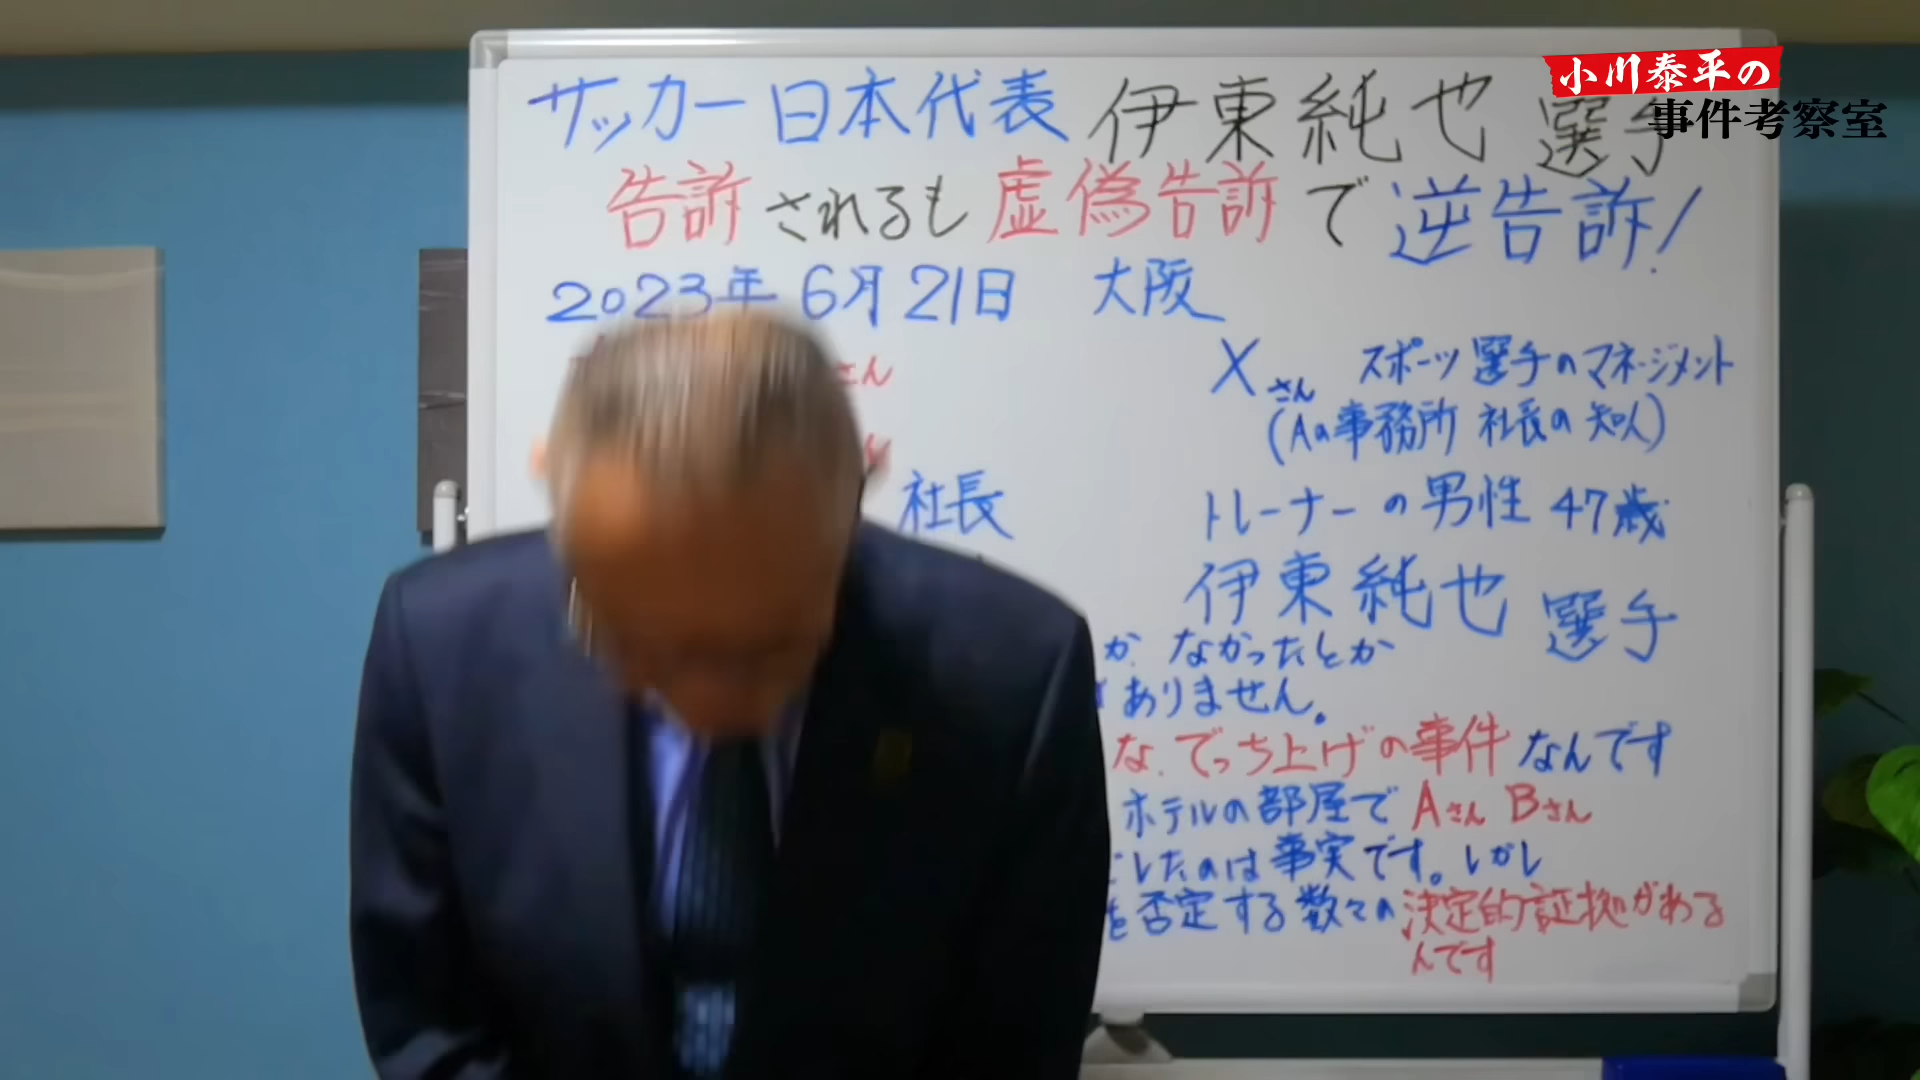 小川泰平の
事件考察室
サッカー日本代表 伊東純也 選手
告訴されるも虚偽告訴で逆告訴!
2023年 6月21日 大阪
さん
X さん スポーツ選手のマネージメント
(Aの事務所 社長の知人)
社長
トレーナーの男性 47歳
伊東純也 選手
か なかったとか
ありません。
な でっち上げの事件 なんです
ホテルの部屋で Aさん Bさん
したのは事実です。しかし
を否定する数々の決定的証拠がある
んです